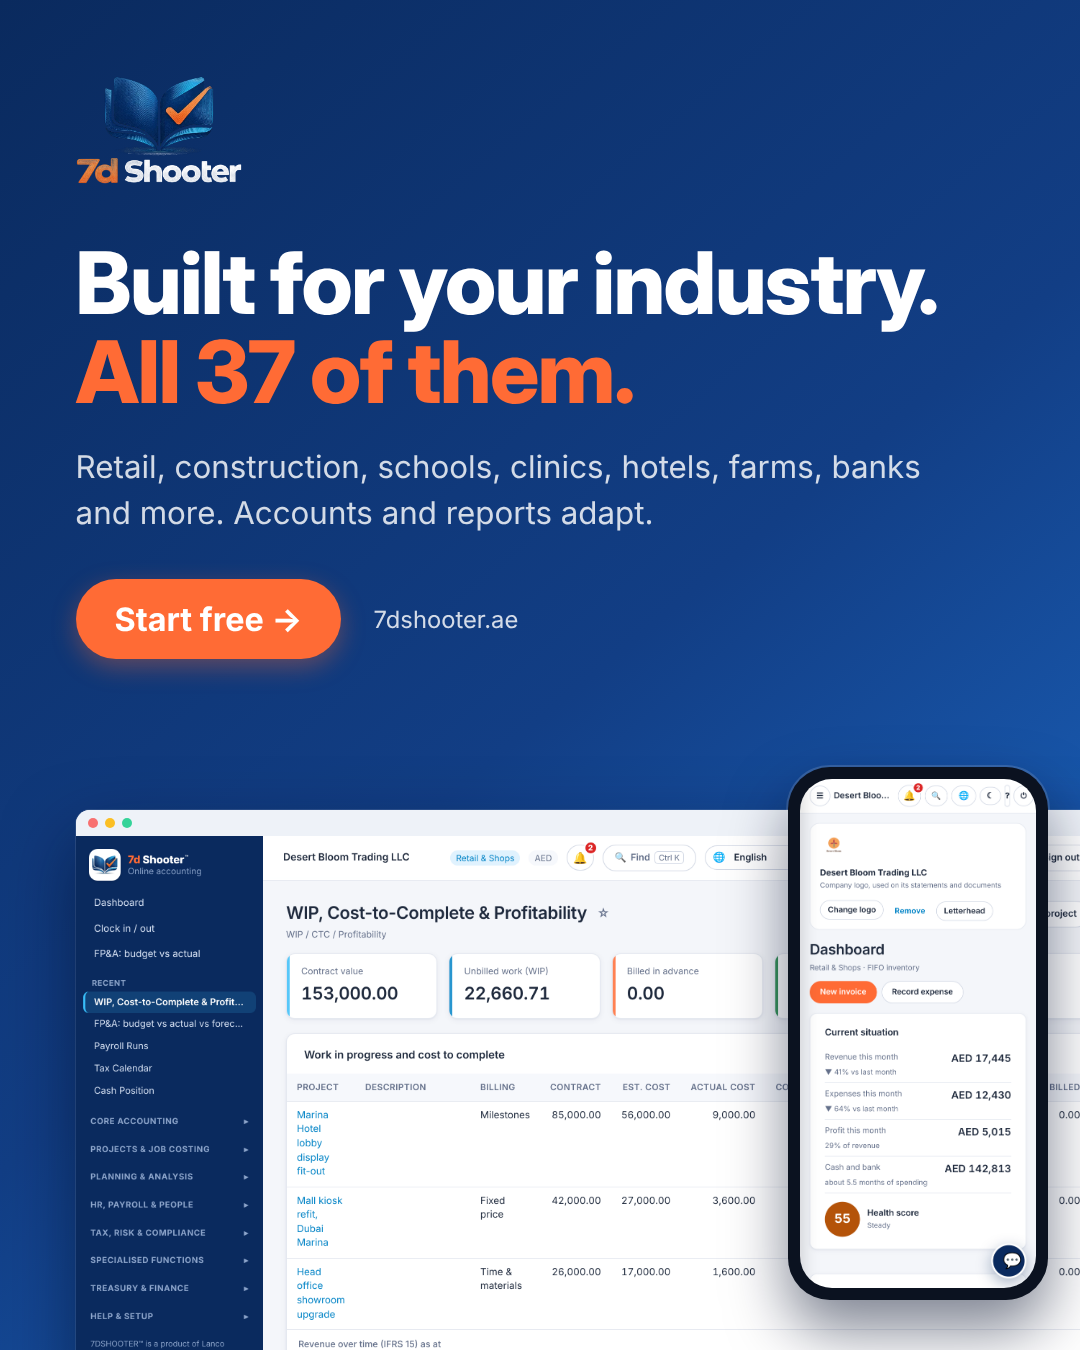 7d Shooter
Built for your industry.
All 37 of them.
Retail, construction, schools, clinics, hotels, farms, banks
and more. Accounts and reports adapt.
Start free →
7dshooter.ae
7d Shooter™
Online accounting
Dashboard
Clock in / out
FP&A: budget vs actual
RECENT
WIP, Cost-to-Complete & Profit...
FP&A: budget vs actual vs forec...
Payroll Runs
Tax Calendar
Cash Position
CORE ACCOUNTING
PROJECTS & JOB COSTING
PLANNING & ANALYSIS
HR, PAYROLL & PEOPLE
TAX, RISK & COMPLIANCE
SPECIALISED FUNCTIONS
TREASURY & FINANCE
HELP & SETUP
7DSHOOTER™ is a product of Lanco
Desert Bloom Trading LLC Retail & Shops AED 2 Find Ctrl K English
ign out
WIP, Cost-to-Complete & Profitability
WIP / CTC / Profitability
project
Contract value
153,000.00
Unbilled work (WIP)
22,660.71
Billed in advance
0.00
Work in progress and cost to complete
PROJECT DESCRIPTION BILLING CONTRACT EST. COST ACTUAL COST CO BILLED
Marina Milestones 85,000.00 56,000.00 9,000.00 0.00
Hotel
lobby
display
fit-out
Mall kiosk Fixed 42,000.00 27,000.00 3,600.00 0.00
refit, price
Dubai
Marina
Head Time & 26,000.00 17,000.00 1,600.00 0.00
office materials
showroom
upgrade
Revenue over time (IFRS 15) as at
Desert Bloo... 2 ?
Desert Bloom Trading LLC
Company logo, used on its statements and documents
Change logo Remove Letterhead
Dashboard
Retail & Shops · FIFO inventory
New invoice Record expense
Current situation
Revenue this month AED 17,445
▼ 41% vs last month
Expenses this month AED 12,430
▼ 64% vs last month
Profit this month AED 5,015
29% of revenue
Cash and bank AED 142,813
about 5.5 months of spending
55 Health score
Steady